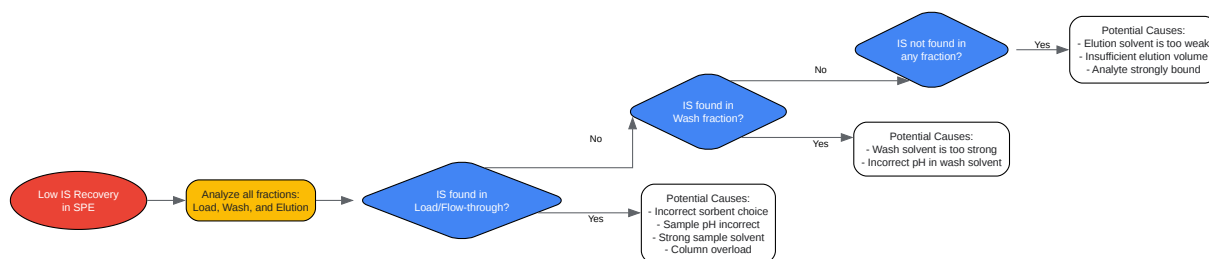 Low IS Recovery
in SPE
Analyze all fractions:
Load, Wash, and Elution
IS found in
Load/Flow-through?
Yes
Potential Causes:
- Incorrect sorbent choice
- Sample pH incorrect
- Strong sample solvent
- Column overload
No
IS found in
Wash fraction?
Yes
Potential Causes:
- Wash solvent is too strong
- Incorrect pH in wash solvent
No
IS not found in
any fraction?
Yes
Potential Causes:
- Elution solvent is too weak
- Insufficient elution volume
- Analyte strongly bound